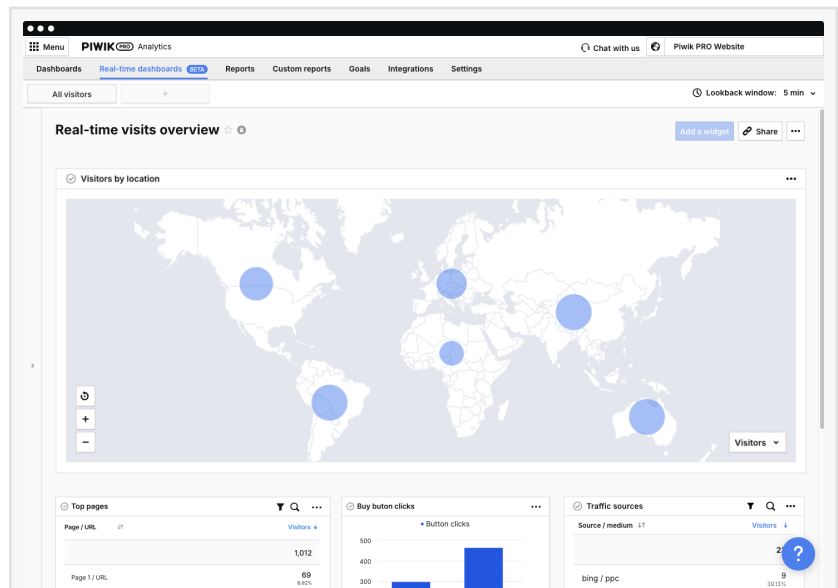 Menu PIWIK PRO Analytics Chat with us Piwik PRO Website
Dashboards Real-time dashboards BETA Reports Custom reports Goals Integrations Settings
All visitors + Lookback window: 5 min
Real-time visits overview Add a widget Share
Visitors by location
+
−
Visitors
Top pages
Page / URL Visitors
1,012
Page 1 / URL 69
6.82%
Buy buton clicks
Button clicks
500
400
300
Traffic sources
Source / medium Visitors
?
bing / ppc 9
39.13%